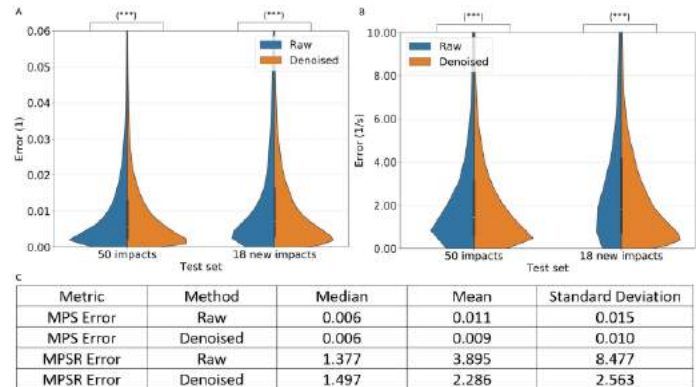 A
(***)
(***)
0.06
0.05
0.04
0.03
0.02
0.01
0.00
Error (1)
Raw
Denoised
50 impacts
18 new impacts
Test set
B
(***)
(***)
10.00
8.00
6.00
4.00
2.00
0.00
Error (1/s)
Raw
Denoised
50 impacts
18 new impacts
Test set
C
Metric Method Median Mean Standard Deviation
MPS Error Raw 0.006 0.011 0.015
MPS Error Denoised 0.006 0.009 0.010
MPSR Error Raw 1.377 3.895 8.477
MPSR Error Denoised 1.497 2.286 2.563